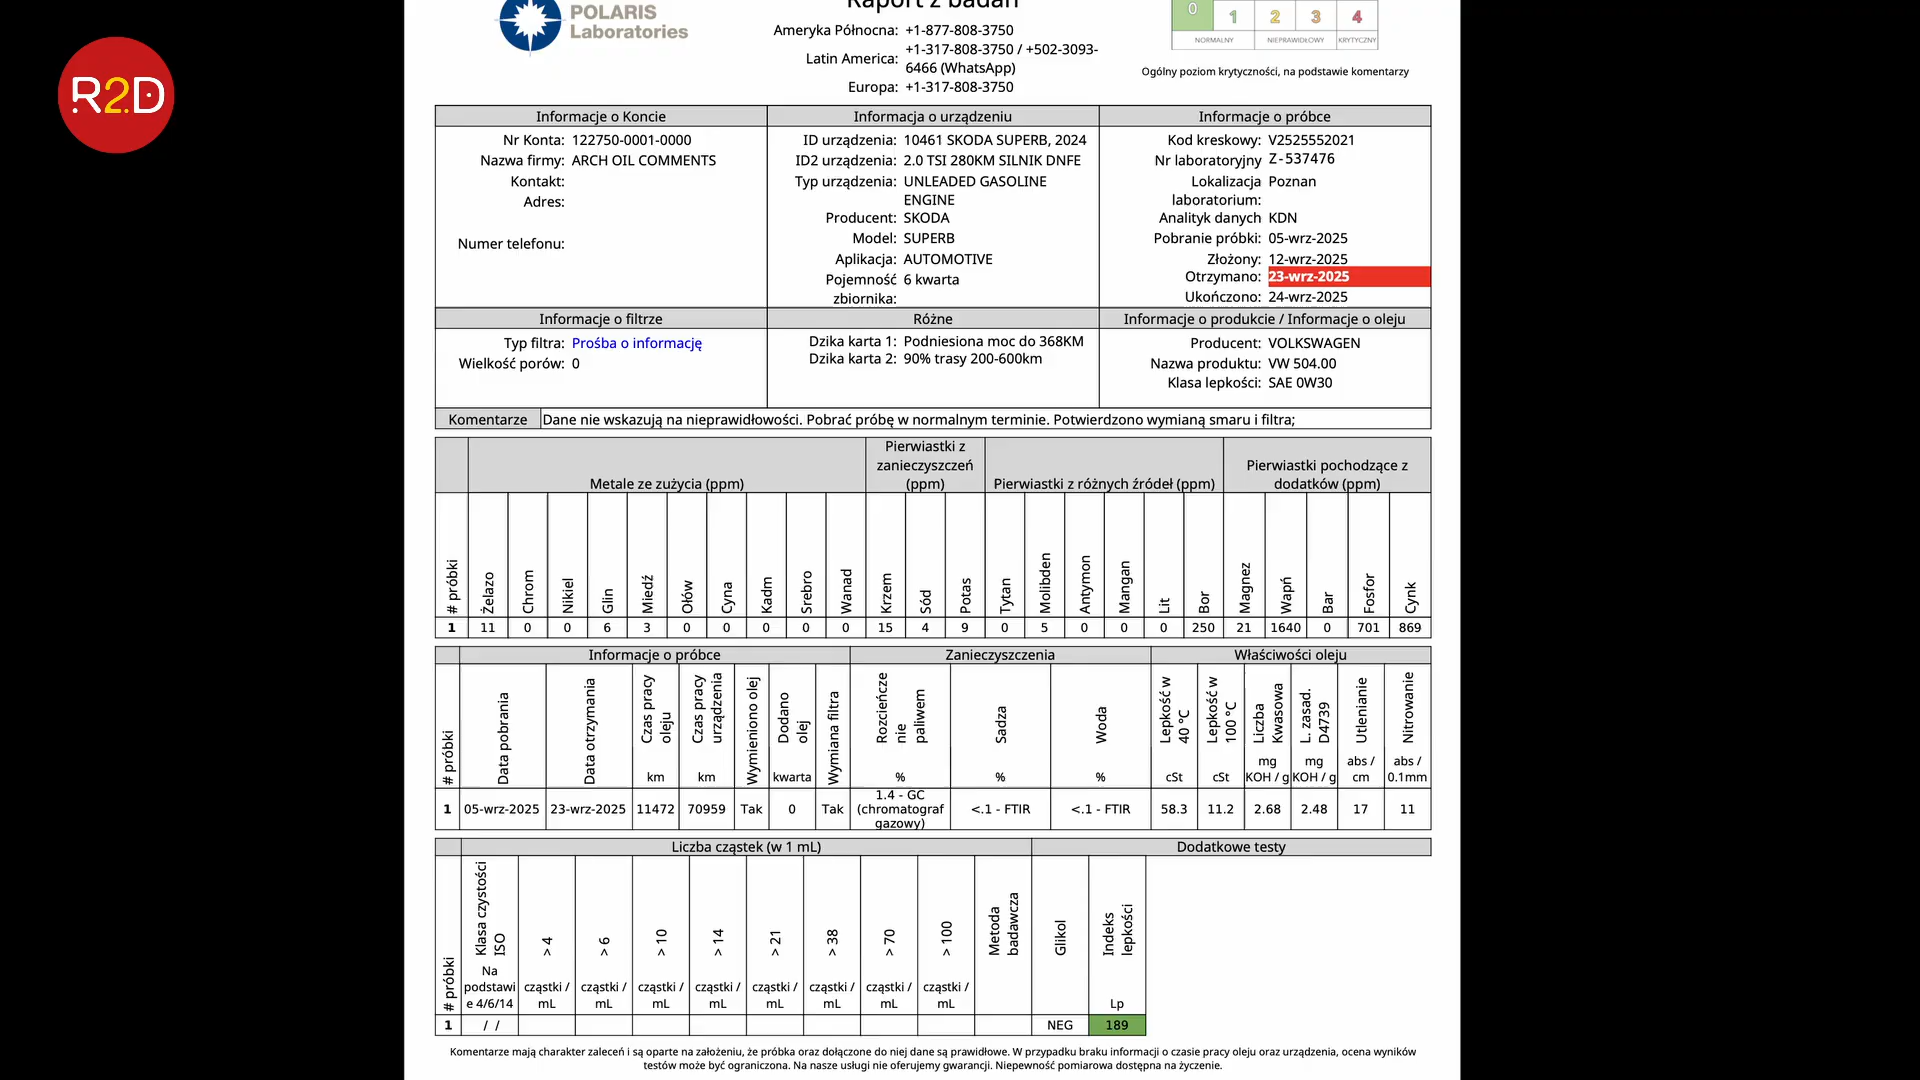 R2D
POLARIS
Laboratories
Raport z badań
Ameryka Północna: +1-877-808-3750
Latin America: +1-317-808-3750 / +502-3093-
6466 (WhatsApp)
Europa: +1-317-808-3750
0 1 2 3 4
NORMALNY NIEPRAWIDŁOWY KRYTYCZNY
Ogólny poziom krytyczności, na podstawie komentarzy
Informacje o Koncie
Nr Konta: 122750-0001-0000
Nazwa firmy: ARCH OIL COMMENTS
Kontakt:
Adres:
Numer telefonu:
Informacja o urządzeniu
ID urządzenia: 10461 SKODA SUPERB, 2024
ID2 urządzenia: 2.0 TSI 280KM SILNIK DNFE
Typ urządzenia: UNLEADED GASOLINE
ENGINE
Producent: SKODA
Model: SUPERB
Aplikacja: AUTOMOTIVE
Pojemność 6 kwarta
zbiornika:
Informacje o próbce
Kod kreskowy: V2525552021
Nr laboratoryjny Z-537476
Lokalizacja Poznan
laboratorium:
Analityk danych KDN
Pobranie próbki: 05-wrz-2025
Złożony: 12-wrz-2025
Otrzymano: 23-wrz-2025
Ukończono: 24-wrz-2025
Informacje o filtrze
Typ filtra: Prośba o informację
Wielkość porów: 0
Różne
Dzika karta 1: Podniesiona moc do 368KM
Dzika karta 2: 90% trasy 200-600km
Informacje o produkcie / Informacje o oleju
Producent: VOLKSWAGEN
Nazwa produktu: VW 504.00
Klasa lepkości: SAE 0W30
Komentarze Dane nie wskazują na nieprawidłowości. Pobrać próbę w normalnym terminie. Potwierdzono wymianą smaru i filtra;
Metale ze zużycia (ppm)
Pierwiastki z
zanieczyszczeń
(ppm)
Pierwiastki z różnych źródeł (ppm)
Pierwiastki pochodzące z
dodatków (ppm)
# próbki Żelazo Chrom Nikiel Glin Miedź Ołów Cyna Kadm Srebro Wanad Krzem Sód Potas Tytan Molibden Antymon Mangan Lit Bor Magnez Wapń Bar Fosfor Cynk
1 11 0 0 6 3 0 0 0 0 0 15 4 9 0 5 0 0 0 250 21 1640 0 701 869
Informacje o próbce Zanieczyszczenia Właściwości oleju
# próbki
Data pobrania
Data otrzymania
Czas pracy
oleju
km
Czas pracy
urządzenia
km
Wymieniono olej
Dodano
olej
kwarta
Wymiana filtra
Rozcieńcze
nie
paliwem
%
Sadza
%
Woda
%
Lepkość w
40 °C
cSt
Lepkość w
100 °C
cSt
Liczba
Kwasowa
mg
KOH / g
L. zasad.
D4739
mg
KOH / g
Utlenianie
abs /
cm
Nitrowanie
abs /
0.1mm
1 05-wrz-2025 23-wrz-2025 11472 70959 Tak 0 Tak
1.4 - GC
(chromatograf
gazowy)
<.1 - FTIR <.1 - FTIR 58.3 11.2 2.68 2.48 17 11
Liczba cząstek (w 1 mL) Dodatkowe testy
# próbki
Klasa czystości
ISO
Na
podstawi
e 4/6/14
> 4
cząstki /
mL
> 6
cząstki /
mL
> 10
cząstki /
mL
> 14
cząstki /
mL
> 21
cząstki /
mL
> 38
cząstki /
mL
> 70
cząstki /
mL
> 100
cząstki /
mL
Metoda
badawcza
Glikol
Indeks
lepkości
Lp
1 / / NEG 189
Komentarze mają charakter zaleceń i są oparte na założeniu, że próbka oraz dołączone do niej dane są prawidłowe. W przypadku braku informacji o czasie pracy oleju oraz urządzenia, ocena wyników
testów może być ograniczona. Na nasze usługi nie oferujemy gwarancji. Niepewność pomiarowa dostępna na życzenie.